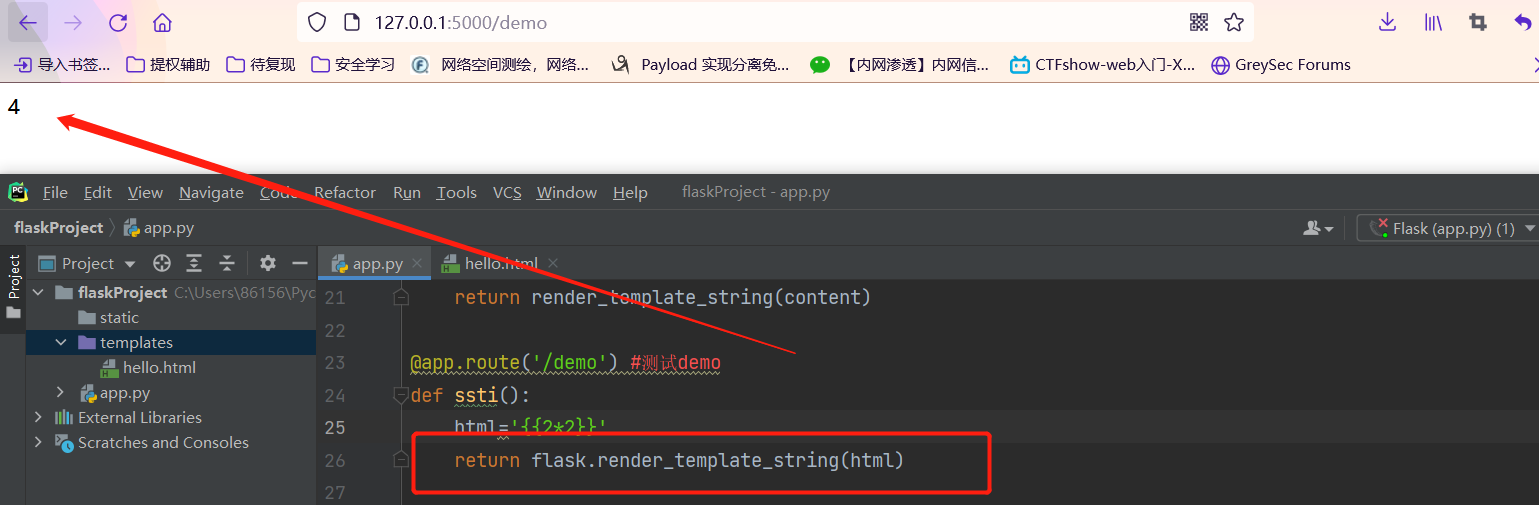 127.0.0.1:5000/demo
导入书签... 提权辅助 待复现 安全学习 网络空间测绘，网络... Payload 实现分离免... 【内网渗透】内网信... CTFshow-web入门-X... GreySec Forums
4
PC File Edit View Navigate Code Refactor Run Tools VCS Window Help flaskProject - app.py
flaskProject app.py Flask (app.py) (1)
Project
Project app.py hello.html
flaskProject C:\Users\86156\Pyc
static
templates
hello.html
app.py
External Libraries
Scratches and Consoles
21 return render_template_string(content)
22
23 @app.route('/demo') #测试demo
24 def ssti():
25 html='{{2*2}}'
26 return flask.render_template_string(html)
27